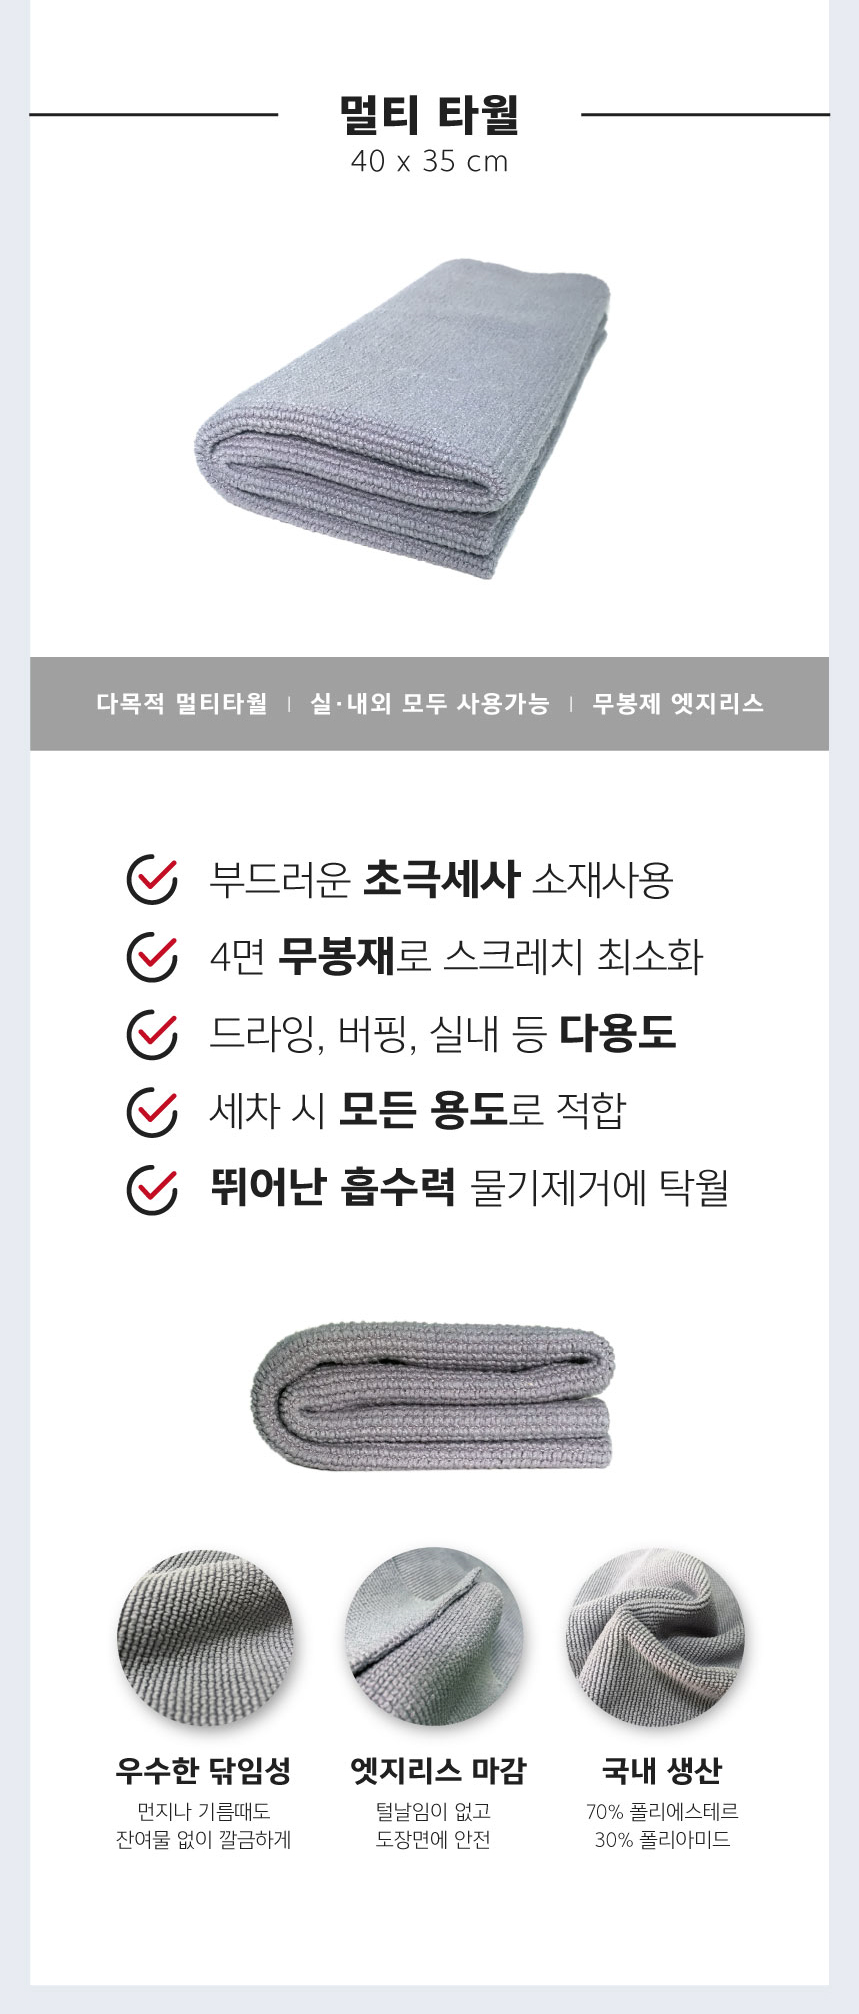 멀티 타월
40 x 35 cm
다목적 멀티타월 | 실·내외 모두 사용가능 | 무봉제 엣지리스
부드러운 초극세사 소재사용
4면 무봉재로 스크레치 최소화
드라잉, 버핑, 실내 등 다용도
세차 시 모든 용도로 적합
뛰어난 흡수력 물기제거에 탁월
우수한 닦임성
먼지나 기름때도
잔여물 없이 깔금하게
엣지리스 마감
털날임이 없고
도장면에 안전
국내 생산
70% 폴리에스테르
30% 폴리아미드